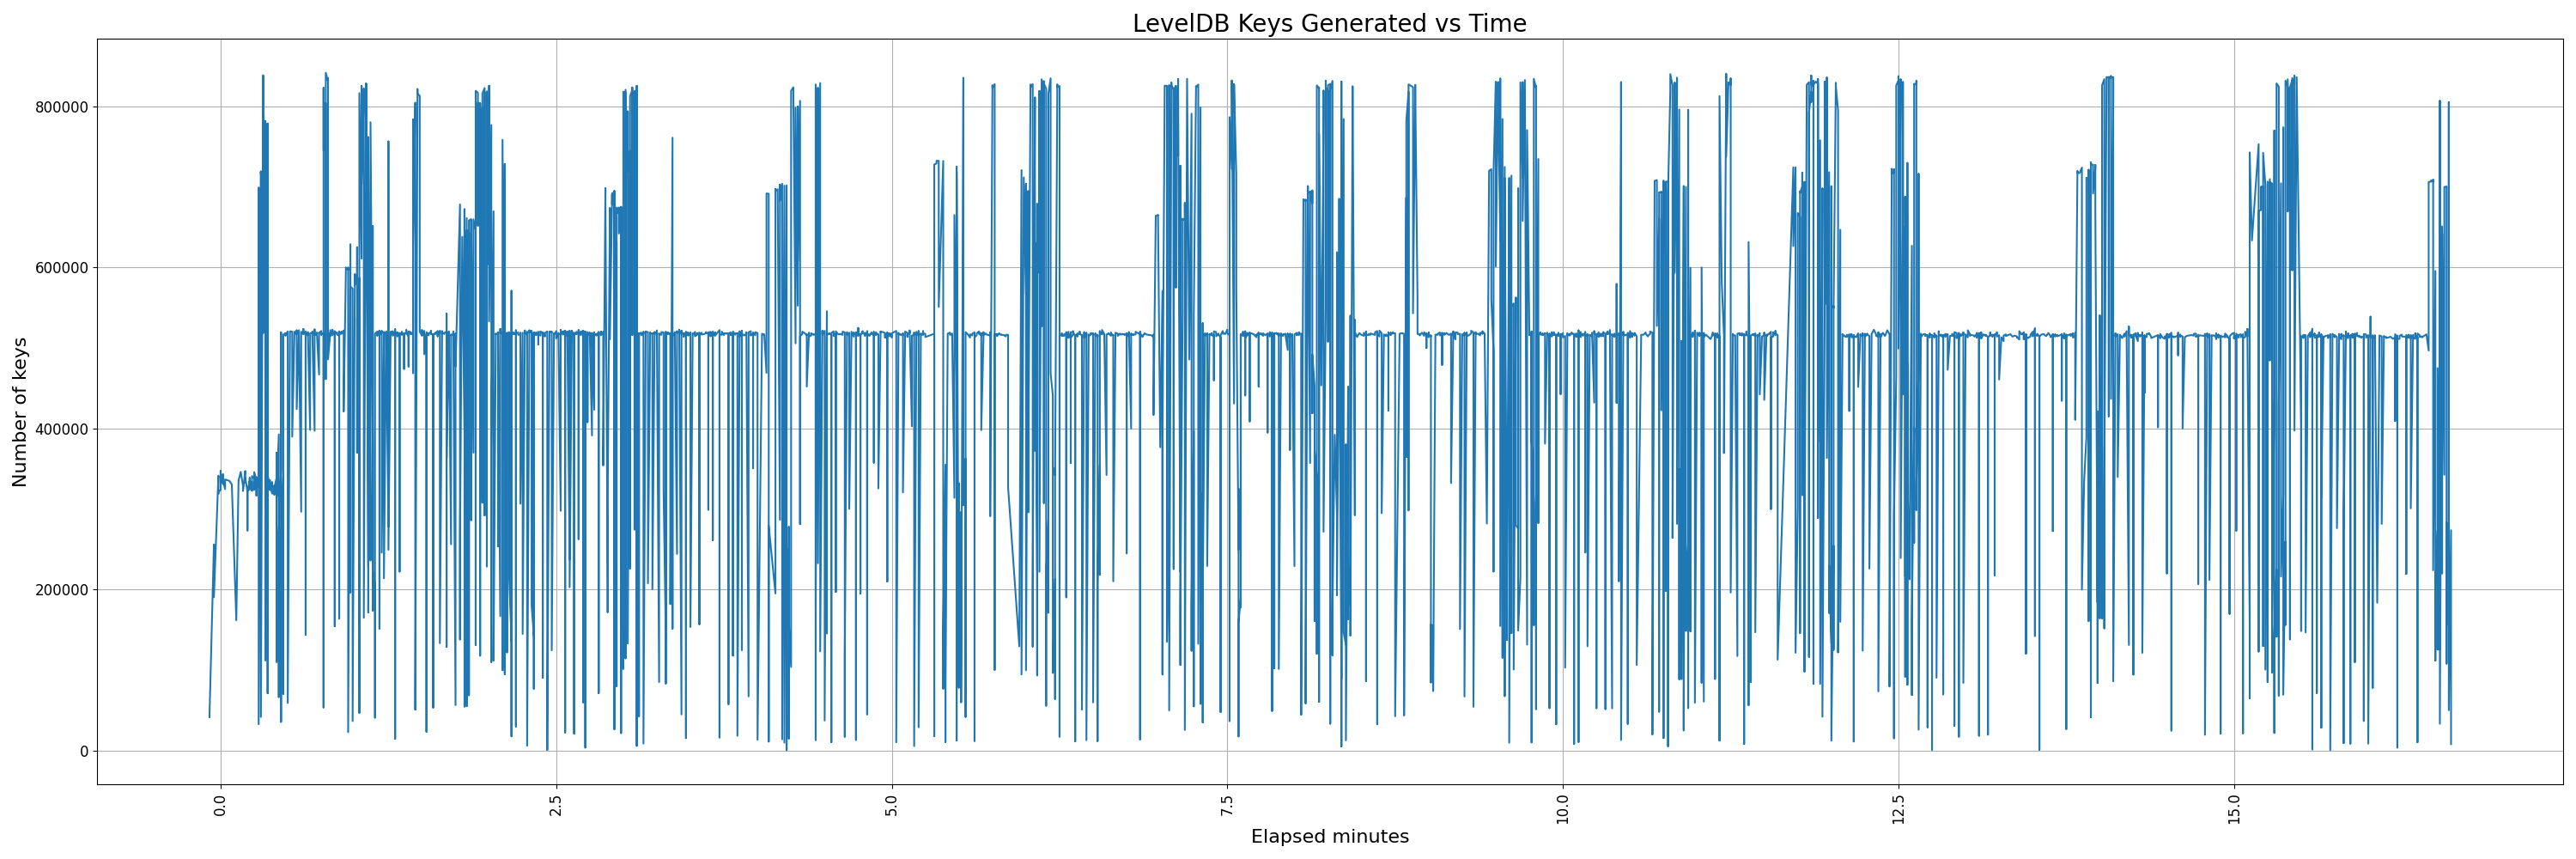 LevelDB Keys Generated vs Time
800000
600000
400000
200000
0
Number of keys
0.0 2.5 5.0 7.5 10.0 12.5 15.0
Elapsed minutes